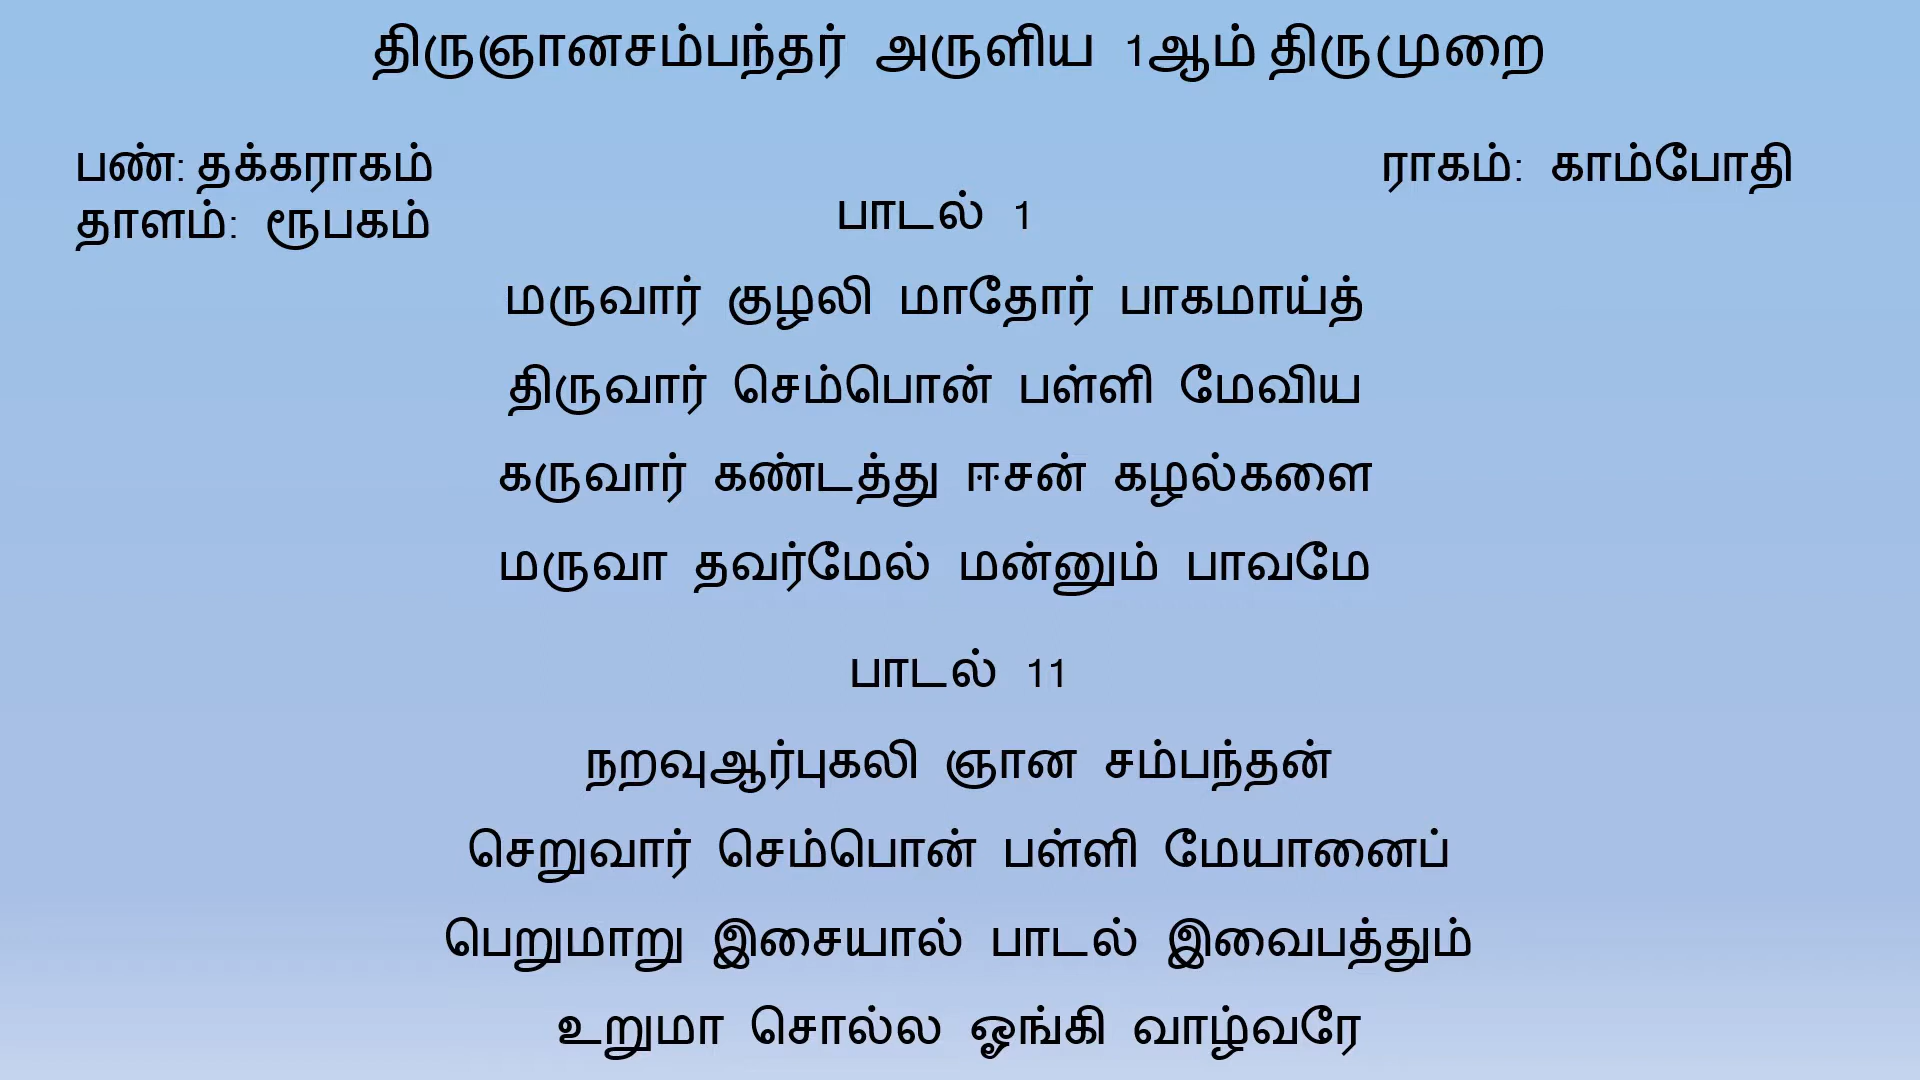 திருஞானசம்பந்தர் அருளிய 1ஆம் திருமுறை
பண்: தக்கராகம்
ராகம்: காம்போதி
தாளம்: ரூபகம்
பாடல் 1
மருவார் குழலி மாதோர் பாகமாய்த்
திருவார் செம்பொன் பள்ளி மேவிய
கருவார் கண்டத்து ஈசன் கழல்களை
மருவா தவர்மேல் மன்னும் பாவமே
பாடல் 11
நறவுஆர்புகலி ஞான சம்பந்தன்
செறுவார் செம்பொன் பள்ளி மேயானைப்
பெறுமாறு இசையால் பாடல் இவைபத்தும்
உறுமா சொல்ல ஓங்கி வாழ்வரே